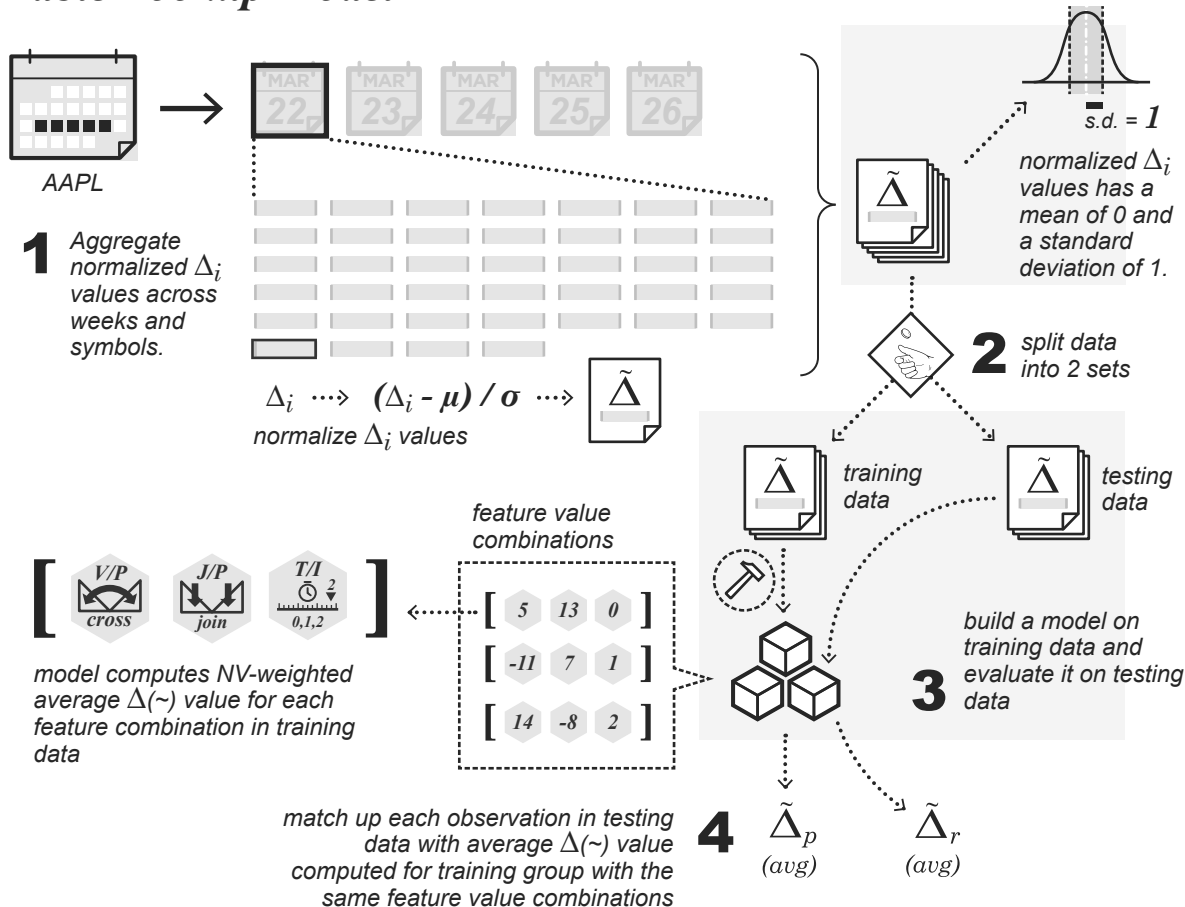 MAR 22
MAR 23
MAR 24
MAR 25
MAR 26
AAPL
1
Aggregate
normalized Δi
values across
weeks and
symbols.
Δi (Δi - μ) / σ Δ̃
normalize Δi values
s.d. = 1
Δ̃
normalized Δi
values has a
mean of 0 and
a standard
deviation of 1.
2
split data
into 2 sets
Δ̃
training
data
Δ̃
testing
data
feature value
combinations
[ 5 13 0 ]
[ -11 7 1 ]
[ 14 -8 2 ]
[ V/P J/P T/I ]
2
cross join 0,1,2
model computes NV-weighted
average Δ(~) value for each
feature combination in training
data
3
build a model on
training data and
evaluate it on testing
data
4
match up each observation in testing
data with average Δ(~) value
computed for training group with the
same feature value combinations
Δ̃p
(avg)
Δ̃r
(avg)